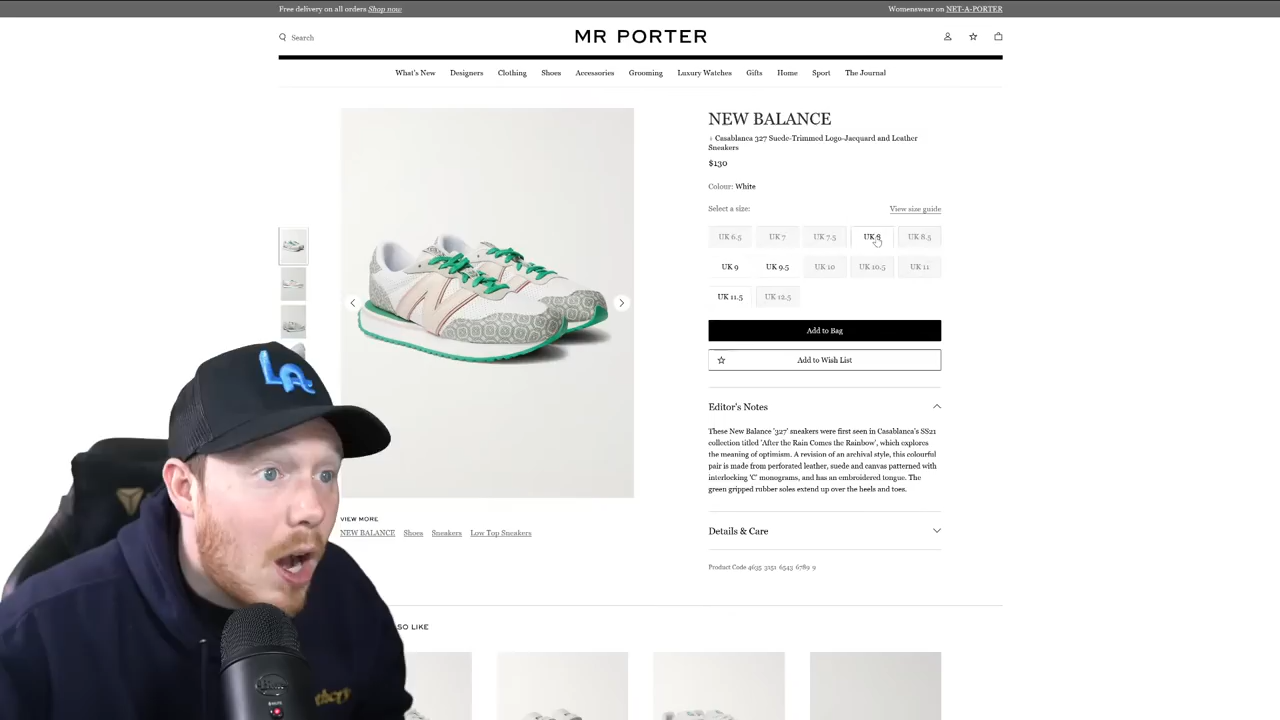 Free delivery on all orders Shop now
Womenswear on NET-A-PORTER
Search
MR PORTER
What's New Designers Clothing Shoes Accessories Grooming Luxury Watches Gifts Home Sport The Journal
NEW BALANCE
+ Casablanca 327 Suede-Trimmed Logo-Jacquard and Leather
Sneakers
$130
Colour: White
Select a size:
View size guide
UK 6.5 UK 7 UK 7.5 UK 8 UK 8.5
UK 9 UK 9.5 UK 10 UK 10.5 UK 11
UK 11.5 UK 12.5
Add to Bag
Add to Wish List
Editor's Notes
These New Balance '327' sneakers were first seen in Casablanca's SS21
collection titled 'After the Rain Comes the Rainbow', which explores
the meaning of optimism. A revision of an archival style, this colourful
pair is made from perforated leather, suede and canvas patterned with
interlocking 'C' monograms, and has an embroidered tongue. The
green gripped rubber soles extend up over the heels and toes.
VIEW MORE
NEW BALANCE Shoes Sneakers Low Top Sneakers
Details & Care
Product Code 4635 3151 6543 6789 9
SO LIKE
LA